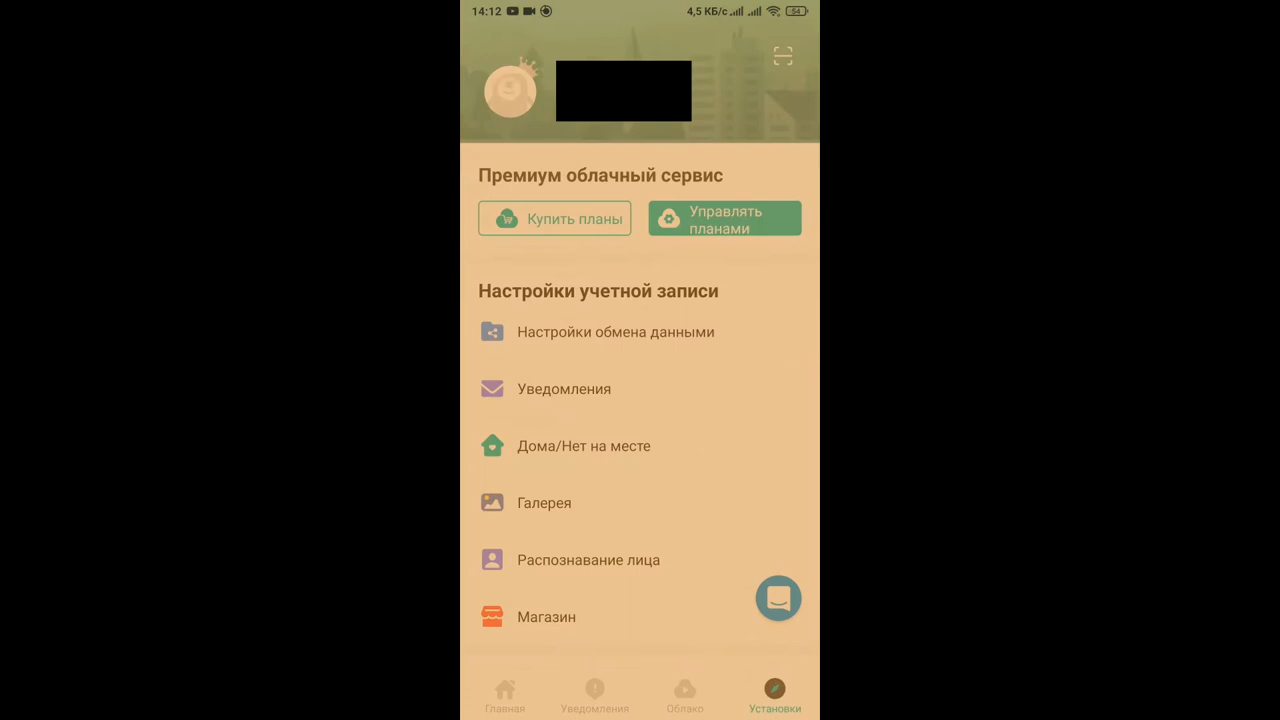 14:12 4,5 КБ/с 54
Премиум облачный сервис
Купить планы
Управлять
планами
Настройки учетной записи
Настройки обмена данными
Уведомления
Дома/Нет на месте
Галерея
Распознавание лица
Магазин
Главная Уведомления Облако Установки